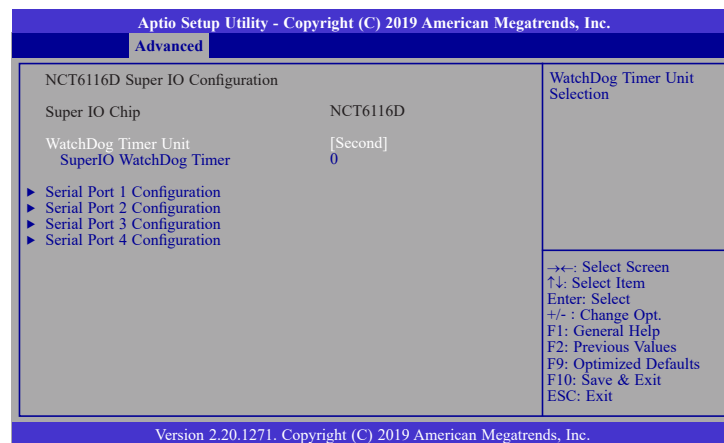 Aptio Setup Utility - Copyright (C) 2019 American Megatrends, Inc.
Advanced
NCT6116D Super IO Configuration
Super IO Chip NCT6116D
WatchDog Timer Unit [Second]
SuperIO WatchDog Timer 0
► Serial Port 1 Configuration
► Serial Port 2 Configuration
► Serial Port 3 Configuration
► Serial Port 4 Configuration
WatchDog Timer Unit
Selection
→←: Select Screen
↑↓: Select Item
Enter: Select
+/- : Change Opt.
F1: General Help
F2: Previous Values
F9: Optimized Defaults
F10: Save & Exit
ESC: Exit
Version 2.20.1271. Copyright (C) 2019 American Megatrends, Inc.